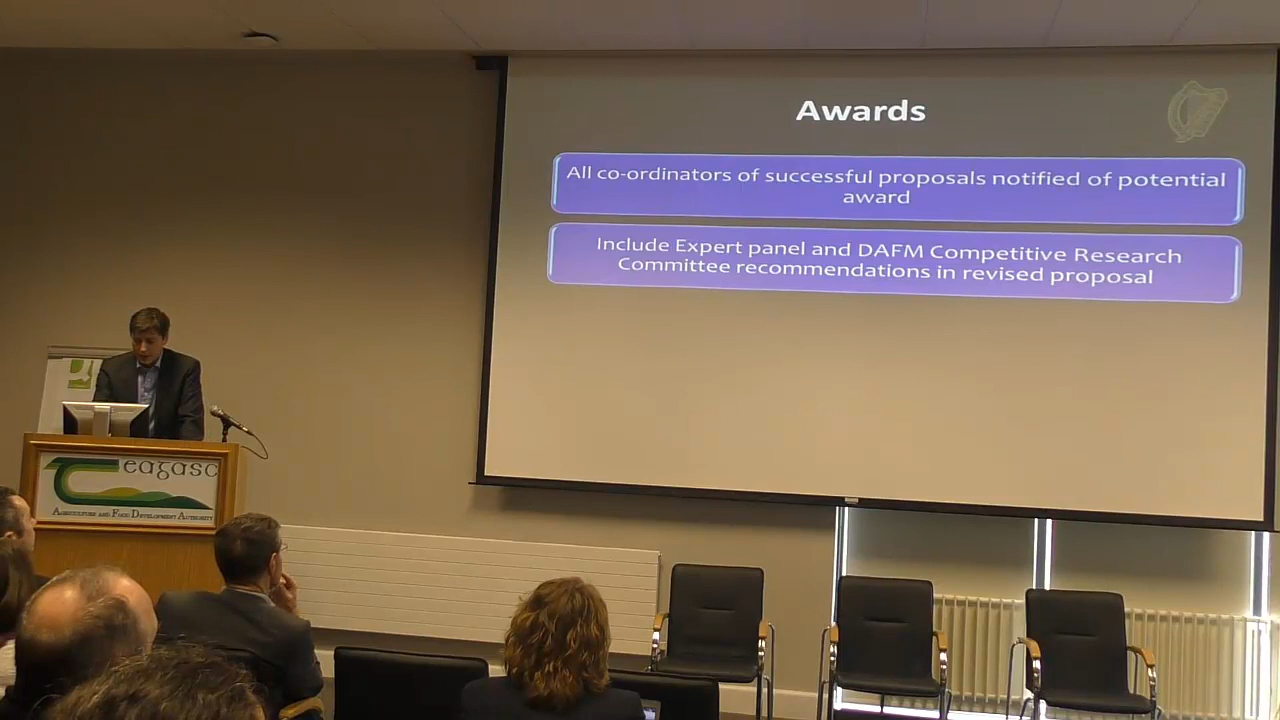 Awards
All co-ordinators of successful proposals notified of potential
award
Include Expert panel and DAFM Competitive Research
Committee recommendations in revised proposal
Teagasc
AGRICULTURE AND FOOD DEVELOPMENT AUTHORITY